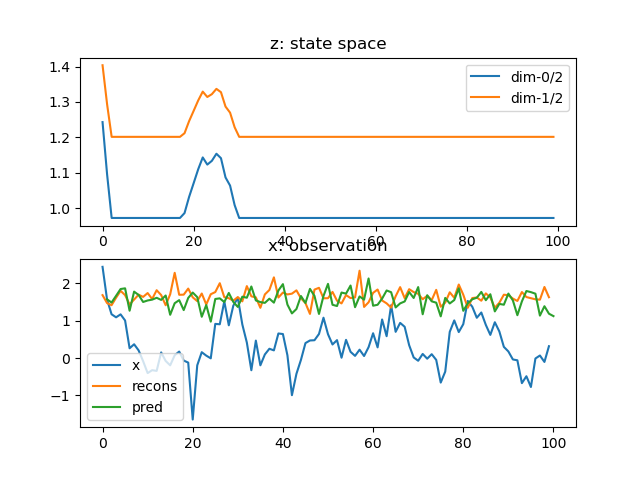 z: state space
1.4
1.3
1.2
1.1
1.0
dim-0/2
dim-1/2
0 20 40 60 80 100
x: observation
2
1
0
−1
x
recons
pred
0 20 40 60 80 100